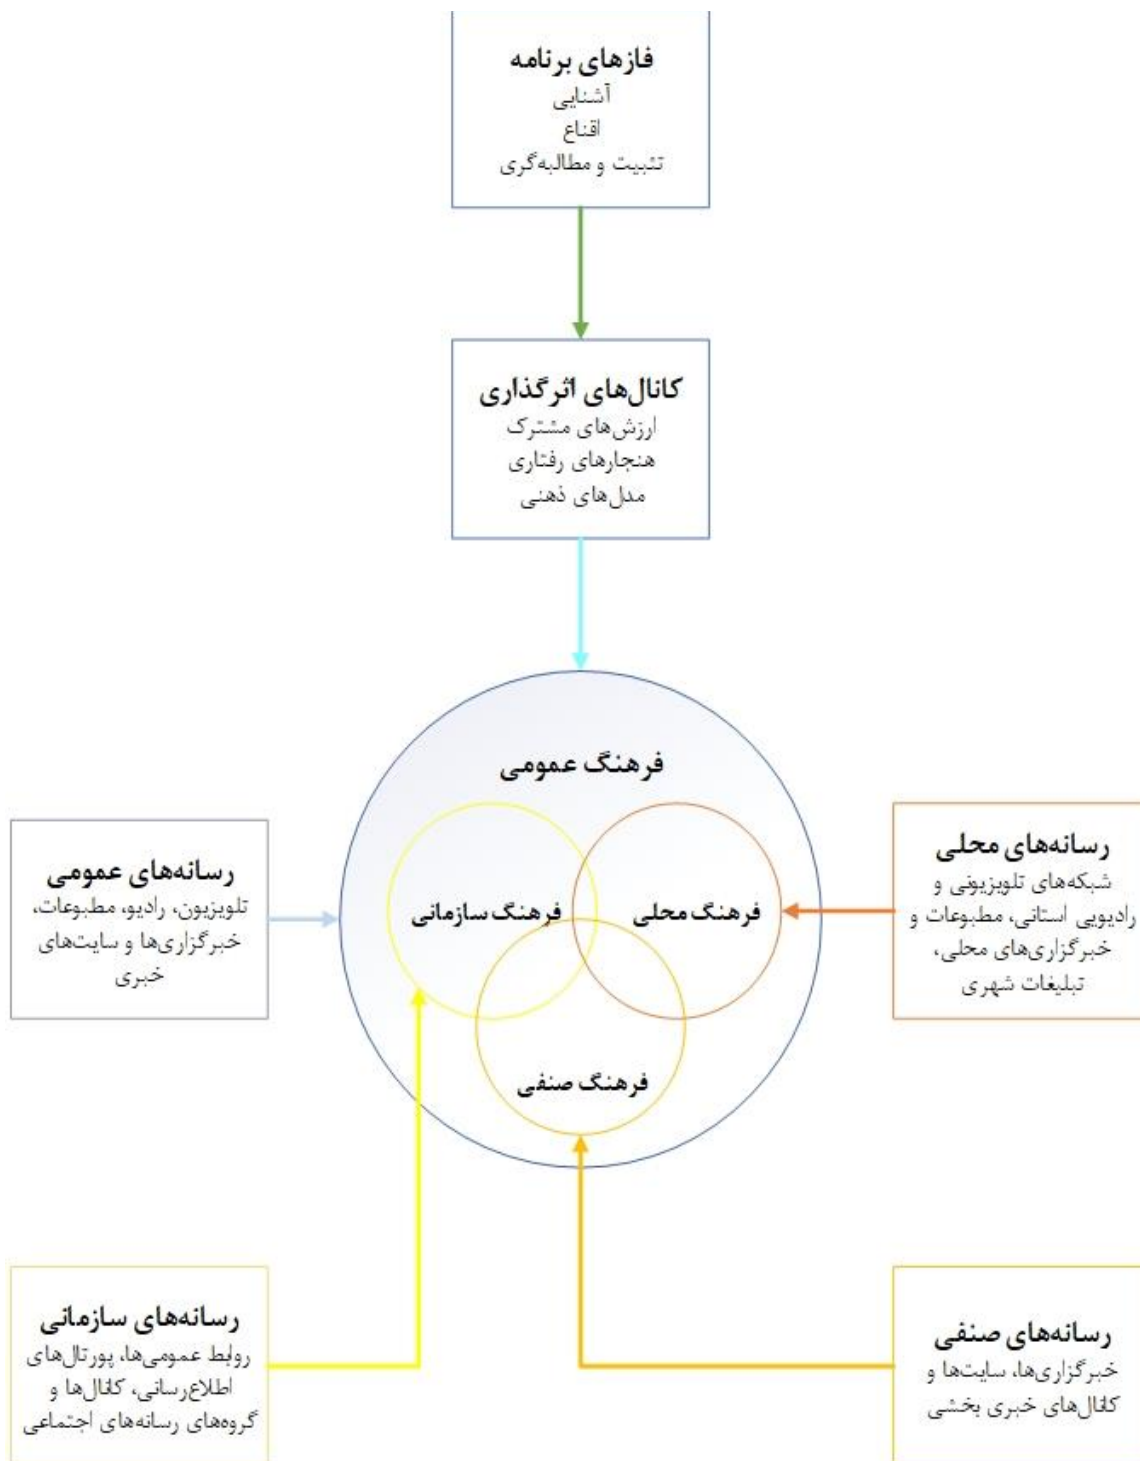 فازهای برنامه
آشنایی
اقناع
تثبیت و مطالبه‌گری
کانال‌های اثرگذاری
ارزش‌های مشترک
هنجارهای رفتاری
مدل‌های ذهنی
فرهنگ عمومی
رسانه‌های محلی
شبکه‌های تلویزیونی و
رادیویی استانی، مطبوعات و
خبرگزاری‌های محلی،
تبلیغات شهری
فرهنگ محلی
فرهنگ سازمانی
رسانه‌های عمومی
تلویزیون، رادیو، مطبوعات،
خبرگزاری‌ها و سایت‌های
خبری
فرهنگ صنفی
رسانه‌های صنفی
خبرگزاری‌ها، سایت‌ها و
کانال‌های خبری بخشی
رسانه‌های سازمانی
روابط عمومی‌ها، پورتال‌های
اطلاع‌رسانی، کانال‌ها و
گروه‌های رسانه‌های اجتماعی